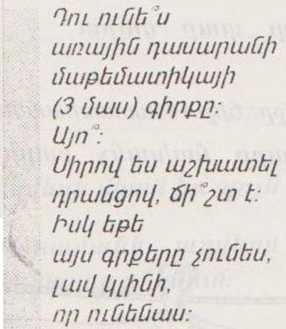 Դու ունե՞ս
առաջին դասարանի
մաթեմատիկայի
(3 մաս) գիրքը:
Այո՞:
Սիրով ես աշխատել
դրանցով, ճի՞շտ է:
Իսկ եթե
այս գրքերը չունես,
լավ կլինի,
որ ունենաս: